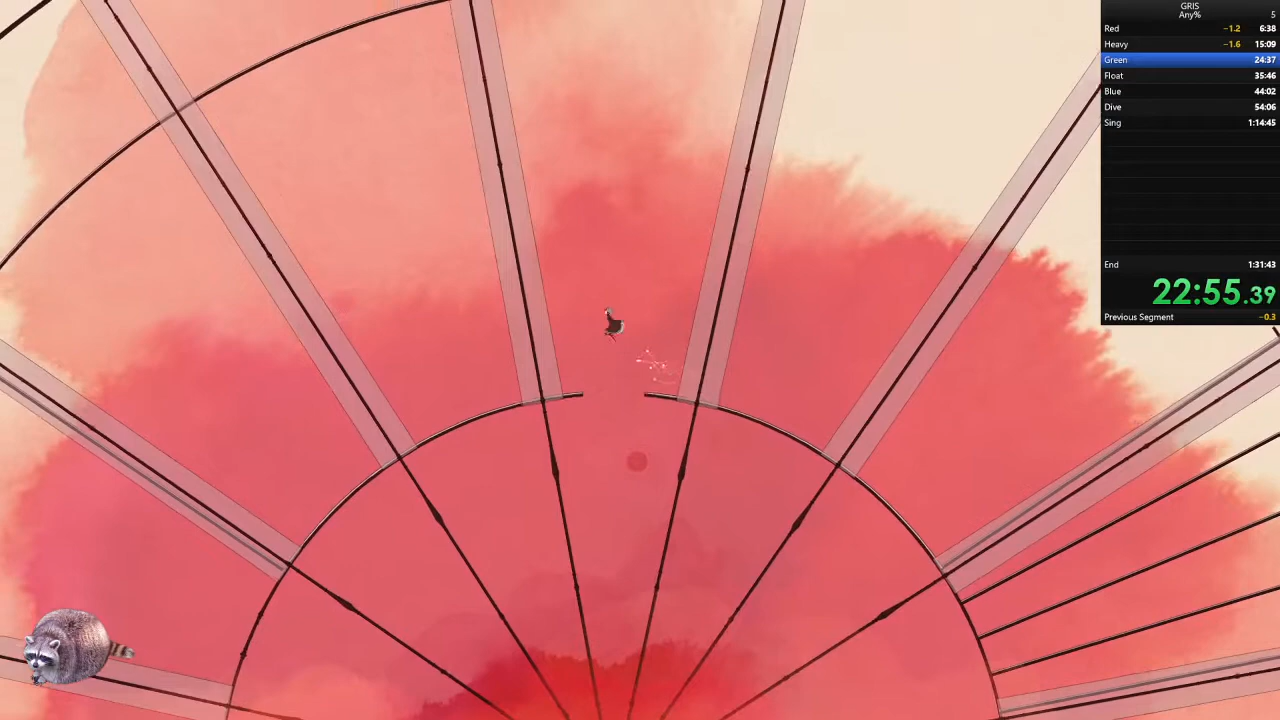 GRIS
Any% 5
Red −1.2 6:38
Heavy −1.6 15:09
Green 24:37
Float 35:46
Blue 44:02
Dive 54:06
Sing 1:14:45
End 1:31:43
22:55.39
Previous Segment −0.3